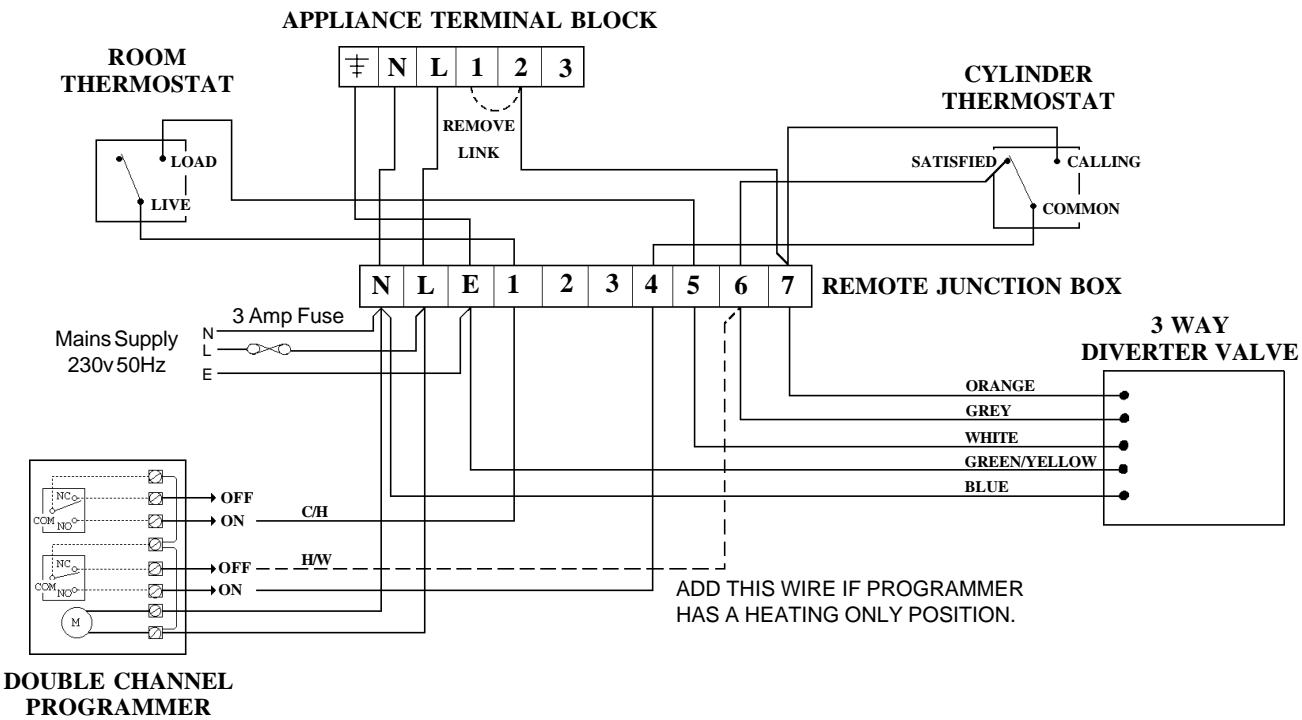 APPLIANCE TERMINAL BLOCK
ROOM
THERMOSTAT
N L 1 2 3
CYLINDER
THERMOSTAT
REMOVE
LINK
LOAD
LIVE
SATISFIED
CALLING
COMMON
N L E 1 2 3 4 5 6 7
REMOTE JUNCTION BOX
3 Amp Fuse
Mains Supply
230v 50Hz
N
L
E
3 WAY
DIVERTER VALVE
ORANGE
GREY
WHITE
GREEN/YELLOW
BLUE
NC
COM
NO
OFF
ON
C/H
NC
COM
NO
OFF
H/W
ON
M
ADD THIS WIRE IF PROGRAMMER
HAS A HEATING ONLY POSITION.
DOUBLE CHANNEL
PROGRAMMER